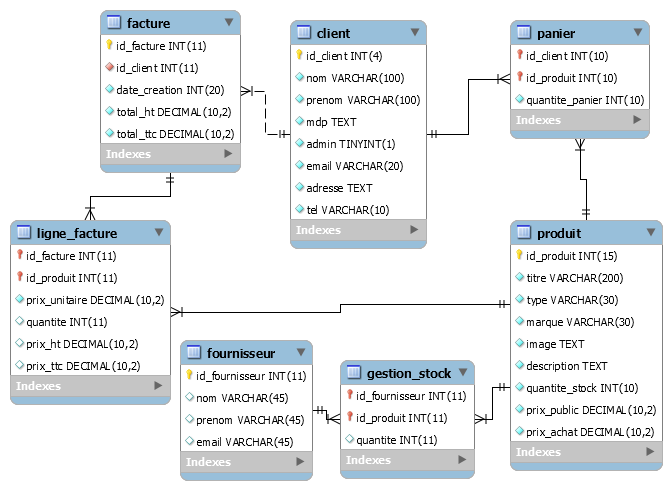 facture
id_facture INT(11)
id_client INT(11)
date_creation INT(20)
total_ht DECIMAL(10,2)
total_ttc DECIMAL(10,2)
Indexes
client
id_client INT(4)
nom VARCHAR(100)
prenom VARCHAR(100)
mdp TEXT
admin TINYINT(1)
email VARCHAR(20)
adresse TEXT
tel VARCHAR(10)
Indexes
panier
id_client INT(10)
id_produit INT(10)
quantite_panier INT(10)
Indexes
ligne_facture
id_facture INT(11)
id_produit INT(11)
prix_unitaire DECIMAL(10,2)
quantite INT(11)
prix_ht DECIMAL(10,2)
prix_ttc DECIMAL(10,2)
Indexes
produit
id_produit INT(15)
titre VARCHAR(200)
type VARCHAR(30)
marque VARCHAR(30)
image TEXT
description TEXT
quantite_stock INT(10)
prix_public DECIMAL(10,2)
prix_achat DECIMAL(10,2)
Indexes
fournisseur
id_fournisseur INT(11)
nom VARCHAR(45)
prenom VARCHAR(45)
email VARCHAR(45)
Indexes
gestion_stock
id_fournisseur INT(11)
id_produit INT(11)
quantite INT(11)
Indexes